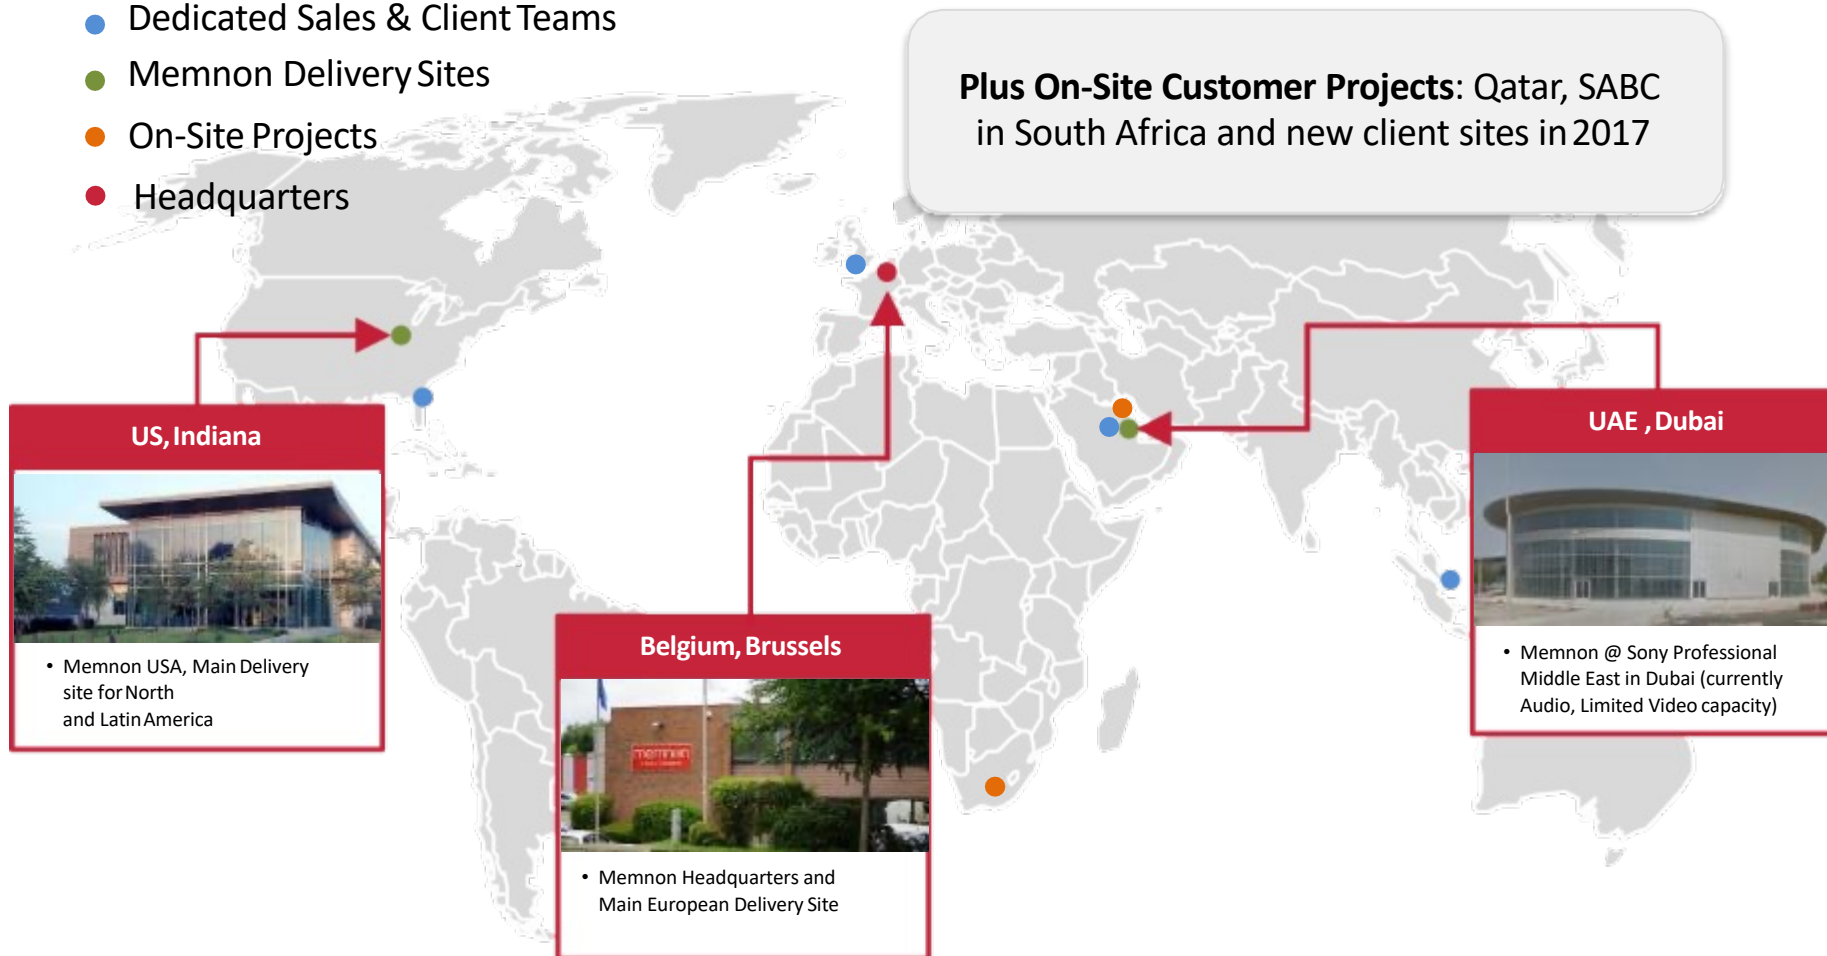 Dedicated Sales & Client Teams
Memnon Delivery Sites
On-Site Projects
Headquarters
Plus On-Site Customer Projects: Qatar, SABC
in South Africa and new client sites in 2017
US, Indiana
• Memnon USA, Main Delivery
site for North
and Latin America
Belgium, Brussels
memnon
• Memnon Headquarters and
Main European Delivery Site
UAE , Dubai
• Memnon @ Sony Professional
Middle East in Dubai (currently
Audio, Limited Video capacity)